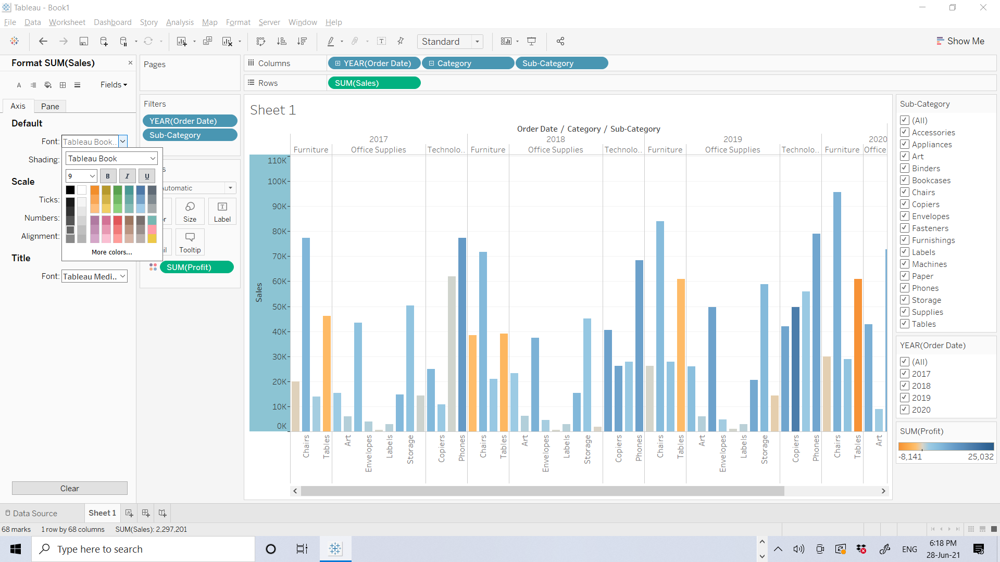 Tableau - Book1
File Data Worksheet Dashboard Story Analysis Map Format Server Window Help
Standard
Show Me
Format SUM(Sales)
Fields
Axis Pane
Default
Font: Tableau Book..
Shading:
Tableau Book
9 B I U
Scale
Ticks:
Numbers:
Alignment:
More colors...
Title
Font: Tableau Medi..
Clear
Pages
Filters
YEAR(Order Date)
Sub-Category
s
Automatic
or Size Label
il Tooltip
SUM(Profit)
Columns YEAR(Order Date) Category Sub-Category
Rows SUM(Sales)
Sheet 1
Order Date / Category / Sub-Category
2017 2018 2019 2020
Furniture Office Supplies Technolo.. Furniture Office Supplies Technolo.. Furniture Office Supplies Technolo.. Furniture Office
110K
100K
90K
80K
70K
60K
50K
40K
30K
20K
10K
0K
Sales
Chairs Tables Art Envelopes Labels Storage Copiers Phones Chairs Tables Art Envelopes Labels Storage Copiers Phones Chairs Tables Art Envelopes Labels Storage Copiers Phones Chairs Tables Art
Sub-Category
(All)
Accessories
Appliances
Art
Binders
Bookcases
Chairs
Copiers
Envelopes
Fasteners
Furnishings
Labels
Machines
Paper
Phones
Storage
Supplies
Tables
YEAR(Order Date)
(All)
2017
2018
2019
2020
SUM(Profit)
-8,141 25,032
Data Source Sheet 1
68 marks 1 row by 68 columns SUM(Sales): 2,297,201
Type here to search
ENG
6:18 PM
28-Jun-21